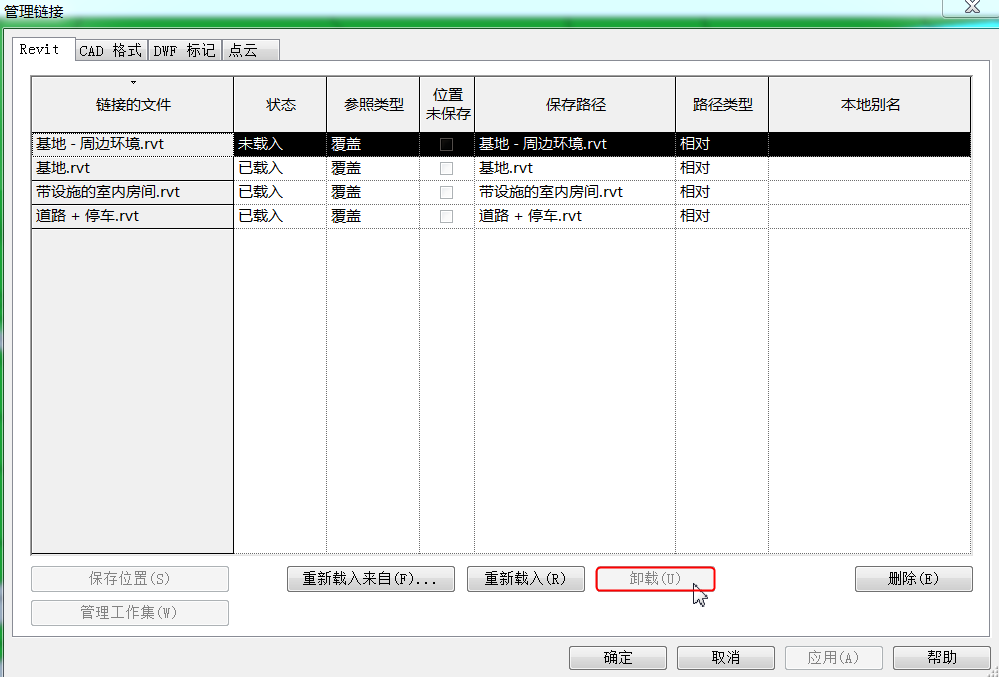 管理链接
Revit CAD 格式 DWF 标记 点云
链接的文件 状态 参照类型 位置未保存 保存路径 路径类型 本地别名
基地 - 周边环境.rvt 未载入 覆盖 基地 - 周边环境.rvt 相对
基地.rvt 已载入 覆盖 基地.rvt 相对
带设施的室内房间.rvt 已载入 覆盖 带设施的室内房间.rvt 相对
道路 + 停车.rvt 已载入 覆盖 道路 + 停车.rvt 相对
保存位置(S) 重新载入来自(F)... 重新载入(R) 卸载(U) 删除(E)
管理工作集(W)
确定 取消 应用(A) 帮助